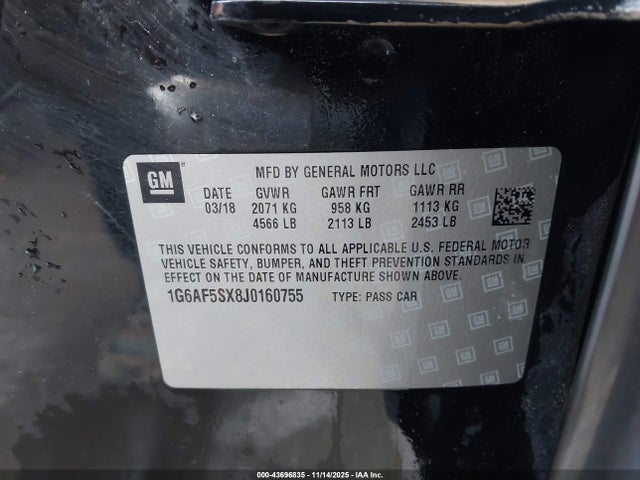 GM
MFD BY GENERAL MOTORS LLC
DATE GVWR GAWR FRT GAWR RR
03/18 2071 KG 958 KG 1113 KG
4566 LB 2113 LB 2453 LB
THIS VEHICLE CONFORMS TO ALL APPLICABLE U.S. FEDERAL MOTOR
VEHICLE SAFETY, BUMPER, AND THEFT PREVENTION STANDARDS IN
EFFECT ON THE DATE OF MANUFACTURE SHOWN ABOVE.
1G6AF5SX8J0160755 TYPE: PASS CAR
000-43696835 - 11/14/2025 - IAA Inc.